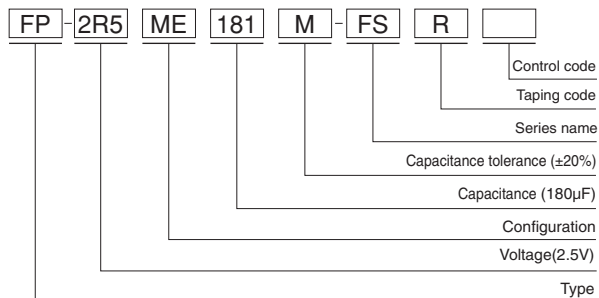 FP-2R5 ME 181 M-FS R
Control code
Taping code
Series name
Capacitance tolerance (±20%)
Capacitance (180µF)
Configuration
Voltage(2.5V)
Type